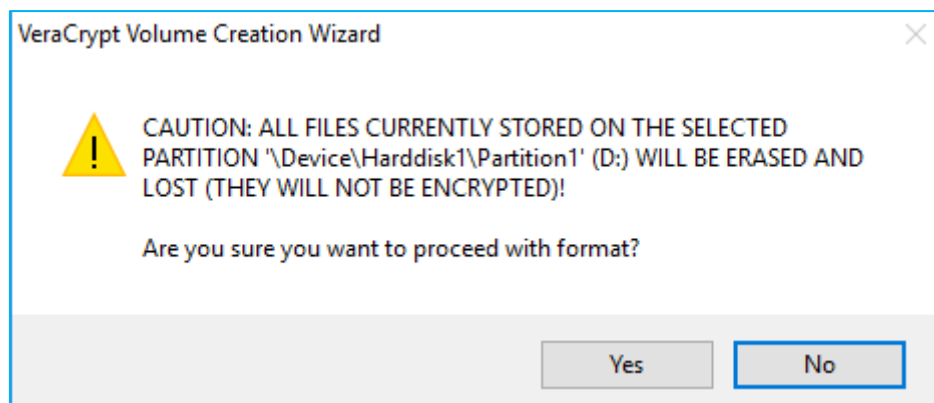 VeraCrypt Volume Creation Wizard
CAUTION: ALL FILES CURRENTLY STORED ON THE SELECTED
PARTITION '\Device\Harddisk1\Partition1' (D:) WILL BE ERASED AND
LOST (THEY WILL NOT BE ENCRYPTED)!
Are you sure you want to proceed with format?
Yes
No